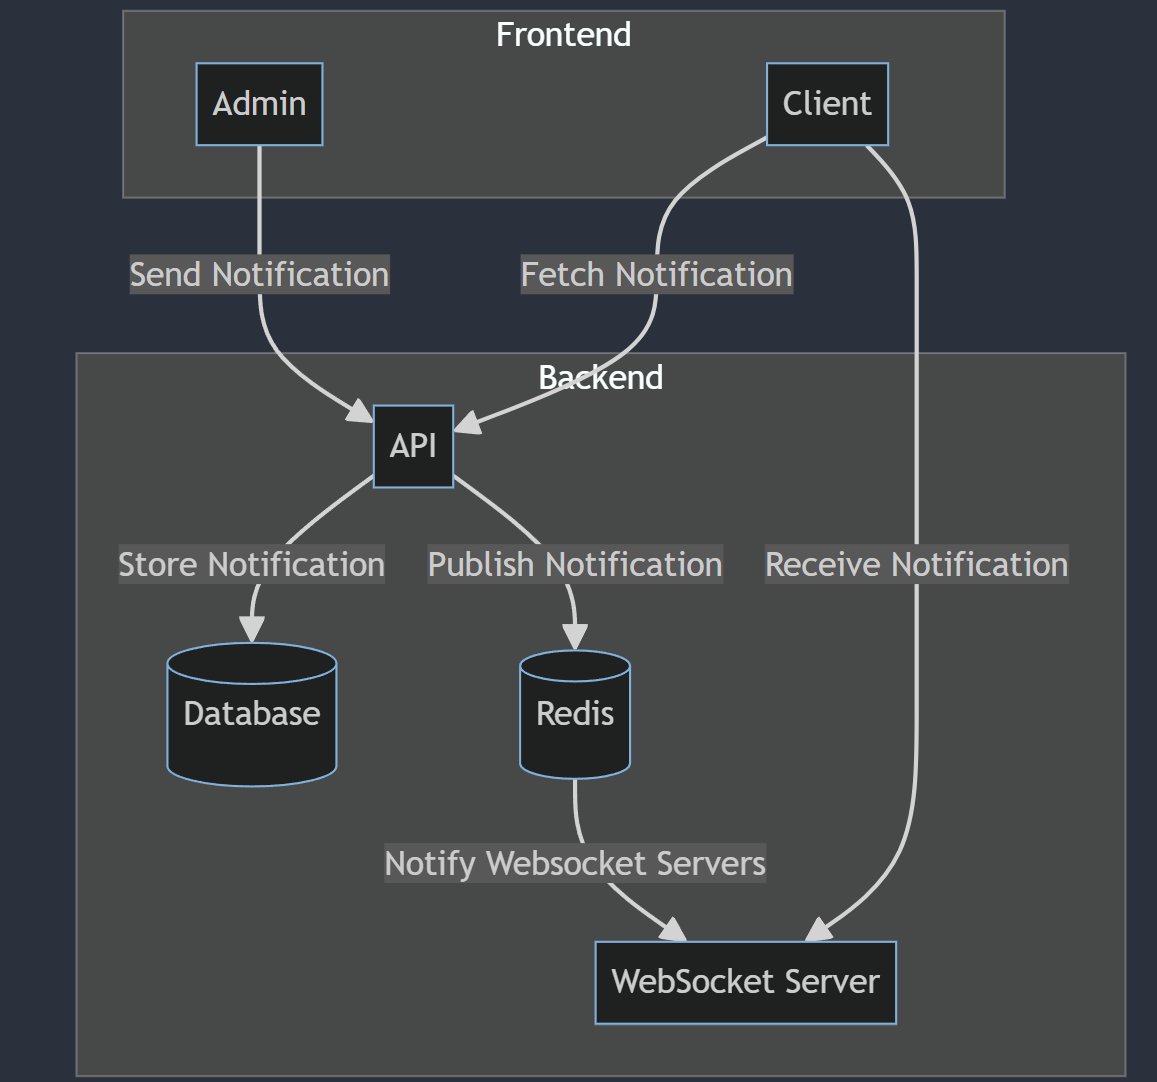 Frontend
Admin
Client
Send Notification
Fetch Notification
Backend
API
Store Notification
Publish Notification
Receive Notification
Database
Redis
Notify Websocket Servers
WebSocket Server